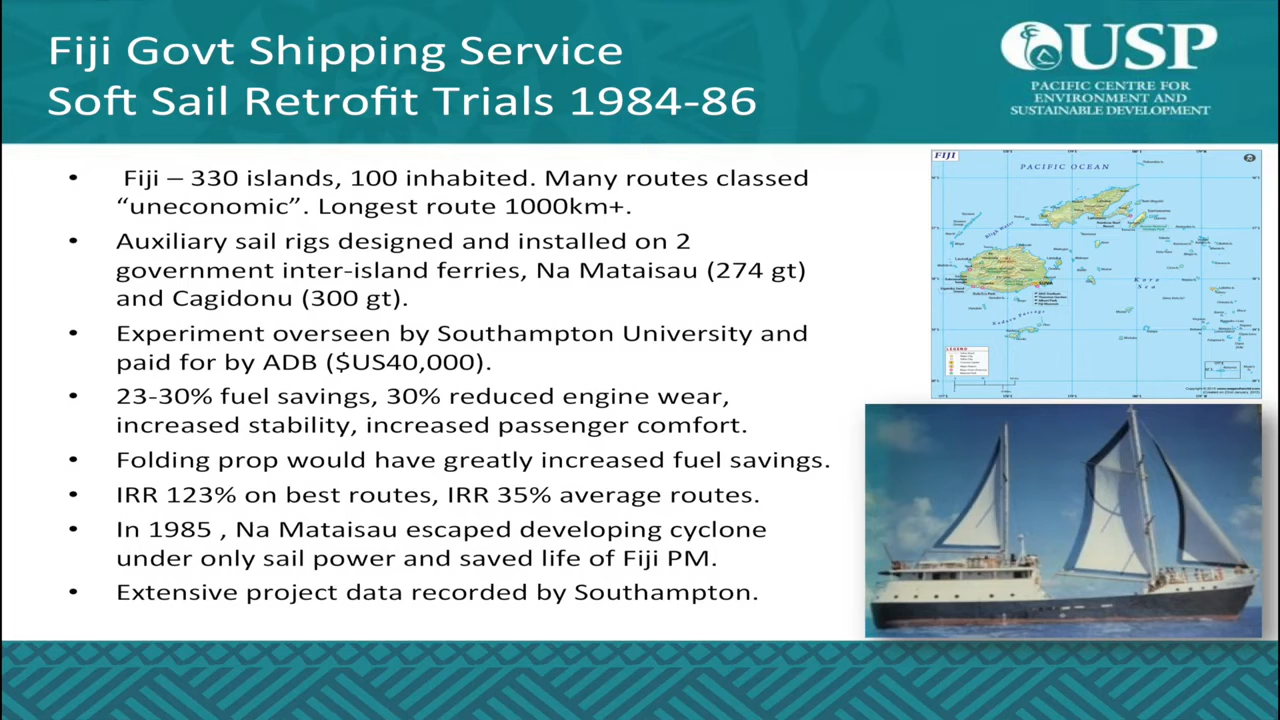 Fiji Govt Shipping Service
Soft Sail Retrofit Trials 1984-86
USP
PACIFIC CENTRE FOR
ENVIRONMENT AND
SUSTAINABLE DEVELOPMENT
• Fiji – 330 islands, 100 inhabited. Many routes classed
“uneconomic”. Longest route 1000km+.
• Auxiliary sail rigs designed and installed on 2
government inter-island ferries, Na Mataisau (274 gt)
and Cagidonu (300 gt).
• Experiment overseen by Southampton University and
paid for by ADB ($US40,000).
• 23-30% fuel savings, 30% reduced engine wear,
increased stability, increased passenger comfort.
• Folding prop would have greatly increased fuel savings.
• IRR 123% on best routes, IRR 35% average routes.
• In 1985 , Na Mataisau escaped developing cyclone
under only sail power and saved life of Fiji PM.
• Extensive project data recorded by Southampton.
FIJI
PACIFIC OCEAN
Koro
Sea
SUVA
LEGEND